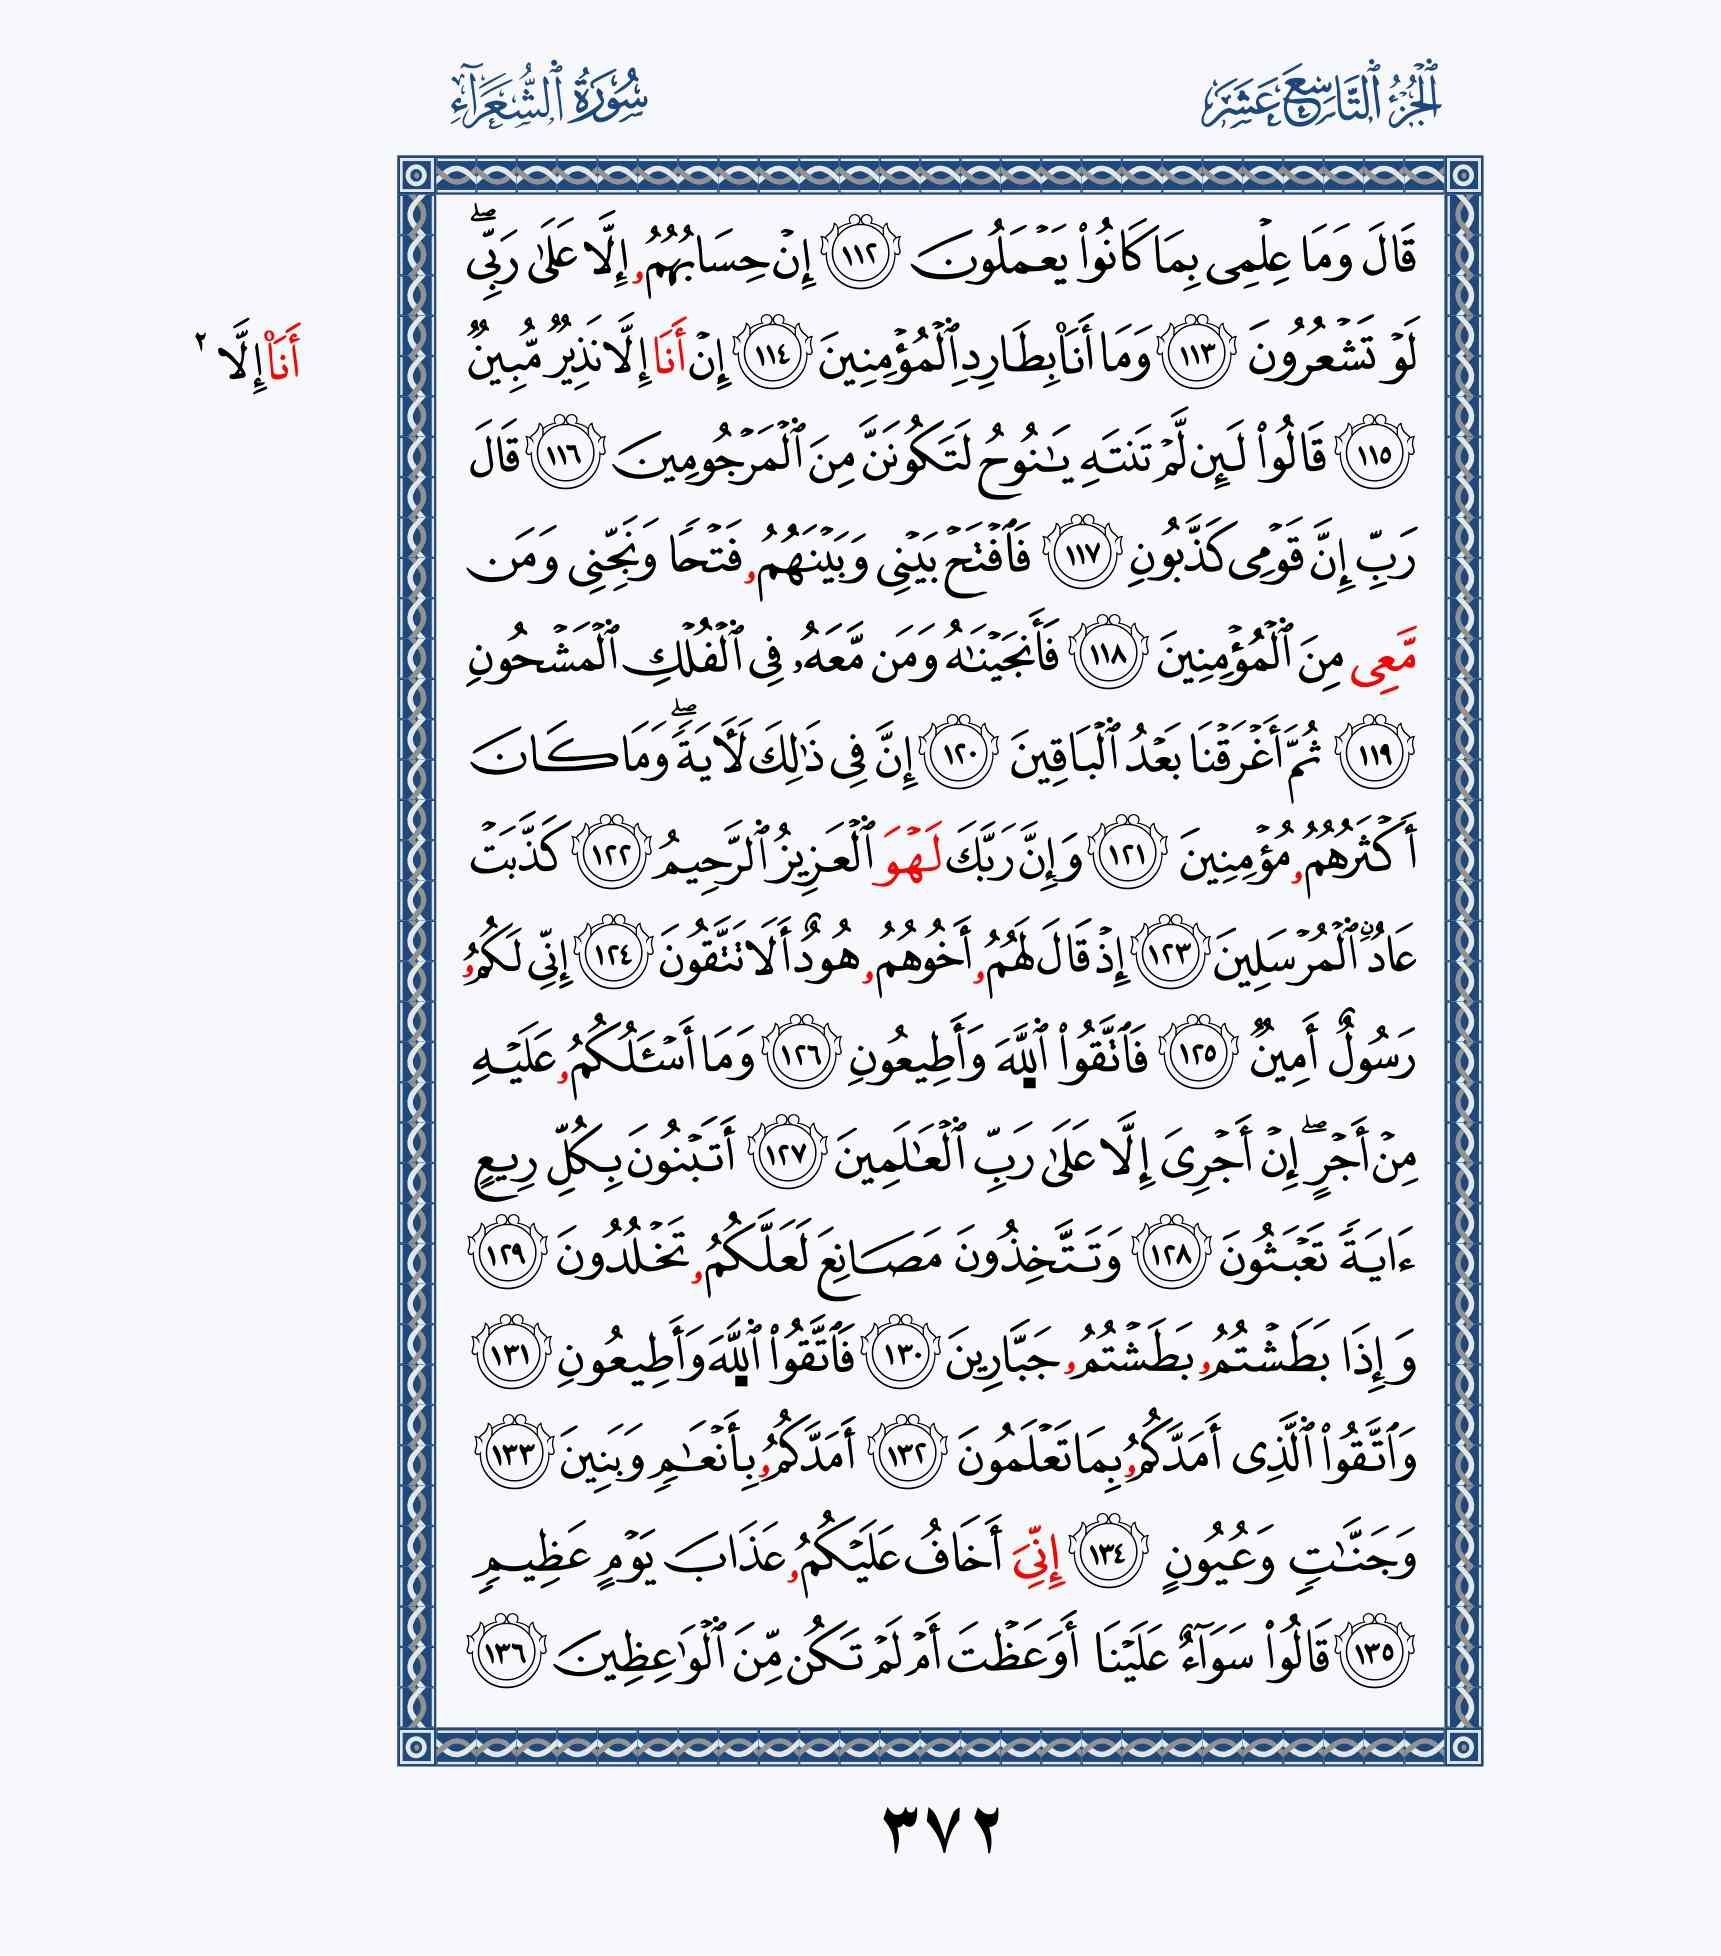 ٱلْجُزْءُ ٱلتَّاسِعَ عَشَرَ
سُورَةُ ٱلشُّعَرَآءِ
قَالَ وَمَا عِلْمِى بِمَا كَانُوا۟ يَعْمَلُونَ ١١٢ إِنْ حِسَابُهُمُۥ إِلَّا عَلَىٰ رَبِّىۖ
لَوْ تَشْعُرُونَ ١١٣ وَمَا أَنَا۠ بِطَارِدِ ٱلْمُؤْمِنِينَ ١١٤ إِنْ أَنَا إِلَّا نَذِيرٌ مُّبِينٌ
أَنَا۠ إِلَّا ٢
١١٥ قَالُوا۟ لَئِن لَّمْ تَنتَهِ يَـٰنُوحُ لَتَكُونَنَّ مِنَ ٱلْمَرْجُومِينَ ١١٦ قَالَ
رَبِّ إِنَّ قَوْمِى كَذَّبُونِ ١١٧ فَٱفْتَحْ بَيْنِى وَبَيْنَهُمُۥ فَتْحًا وَنَجِّنِى وَمَن
مَّعِى مِنَ ٱلْمُؤْمِنِينَ ١١٨ فَأَنجَيْنَـٰهُ وَمَن مَّعَهُۥ فِى ٱلْفُلْكِ ٱلْمَشْحُونِ
١١٩ ثُمَّ أَغْرَقْنَا بَعْدُ ٱلْبَاقِينَ ١٢٠ إِنَّ فِى ذَٰلِكَ لَـَٔايَةًۖ وَمَا كَانَ
أَكْثَرُهُمُۥ مُؤْمِنِينَ ١٢١ وَإِنَّ رَبَّكَ لَهْوَ ٱلْعَزِيزُ ٱلرَّحِيمُ ١٢٢ كَذَّبَتْ
عَادٌ ٱلْمُرْسَلِينَ ١٢٣ إِذْ قَالَ لَهُمُۥ أَخُوهُمُۥ هُودٌ أَلَا تَتَّقُونَ ١٢٤ إِنِّى لَكُمُۥ
رَسُولٌ أَمِينٌ ١٢٥ فَٱتَّقُوا۟ ٱللَّهَ وَأَطِيعُونِ ١٢٦ وَمَا أَسْـَٔلُكُمُۥ عَلَيْهِ
مِنْ أَجْرٍۖ إِنْ أَجْرِىَ إِلَّا عَلَىٰ رَبِّ ٱلْعَـٰلَمِينَ ١٢٧ أَتَبْنُونَ بِكُلِّ رِيعٍ
ءَايَةً تَعْبَثُونَ ١٢٨ وَتَتَّخِذُونَ مَصَانِعَ لَعَلَّكُمُۥ تَخْلُدُونَ ١٢٩
وَإِذَا بَطَشْتُمُۥ بَطَشْتُمُۥ جَبَّارِينَ ١٣٠ فَٱتَّقُوا۟ ٱللَّهَ وَأَطِيعُونِ ١٣١
وَٱتَّقُوا۟ ٱلَّذِى أَمَدَّكُمُۥ بِمَا تَعْلَمُونَ ١٣٢ أَمَدَّكُمُۥ بِأَنْعَـٰمٍ وَبَنِينَ ١٣٣
وَجَنَّـٰتٍ وَعُيُونٍ ١٣٤ إِنِّىَ أَخَافُ عَلَيْكُمُۥ عَذَابَ يَوْمٍ عَظِيمٍ
١٣٥ قَالُوا۟ سَوَآءٌ عَلَيْنَا أَوَعَظْتَ أَمْ لَمْ تَكُن مِّنَ ٱلْوَٰعِظِينَ ١٣٦
٣٧٢